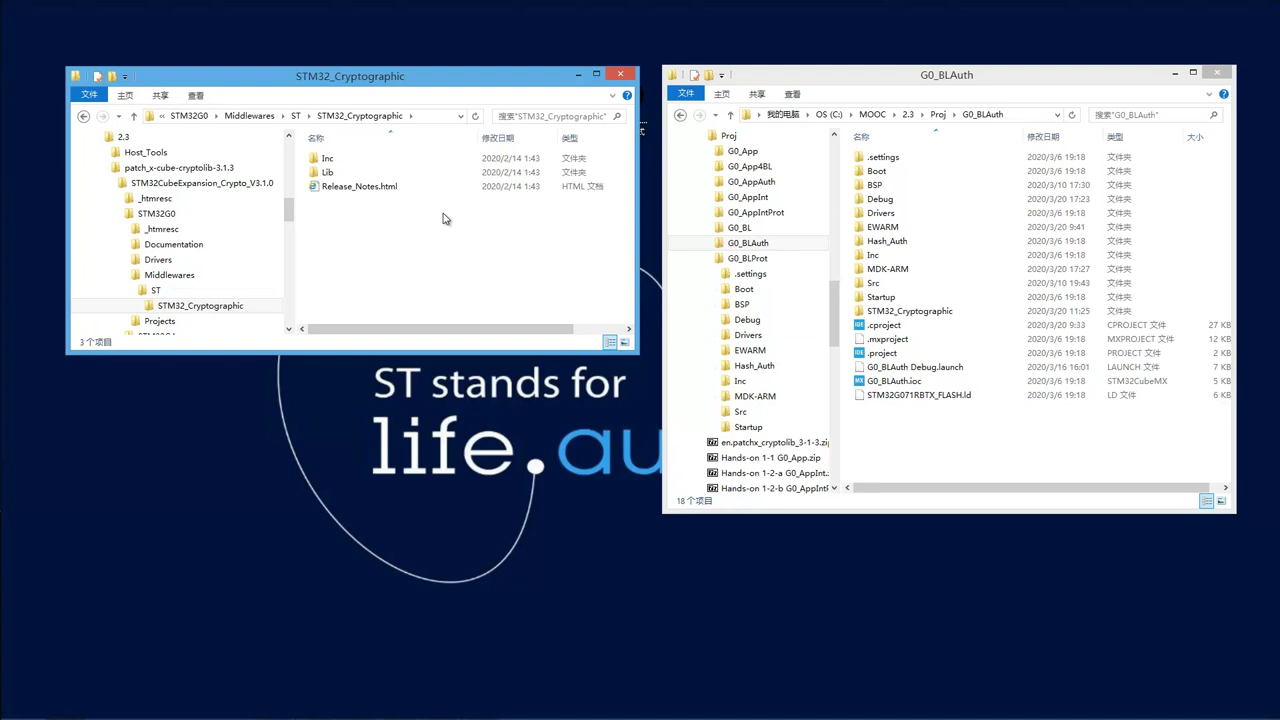 STM32_Cryptographic
文件 主页 共享 查看
« STM32G0 Middlewares ST STM32_Cryptographic 搜索"STM32_Cryptographic"
2.3
Host_Tools
patch_x-cube-cryptolib-3.1.3
STM32CubeExpansion_Crypto_V3.1.0
_htmresc
STM32G0
_htmresc
Documentation
Drivers
Middlewares
ST
STM32_Cryptographic
Projects
名称 修改日期 类型
Inc 2020/2/14 1:43 文件夹
Lib 2020/2/14 1:43 文件夹
Release_Notes.html 2020/2/14 1:43 HTML 文档
3 个项目
G0_BLAuth
文件 主页 共享 查看
我的电脑 OS (C:) MOOC 2.3 Proj G0_BLAuth 搜索"G0_BLAuth"
Proj
G0_App
G0_App4BL
G0_AppAuth
G0_AppInt
G0_AppIntProt
G0_BL
G0_BLAuth
G0_BLProt
.settings
Boot
BSP
Debug
Drivers
EWARM
Hash_Auth
Inc
MDK-ARM
Src
Startup
en.patchx_cryptolib_3-1-3.zip
Hands-on 1-1 G0_App.zip
Hands-on 1-2-a G0_AppInt.
Hands-on 1-2-b G0_AppInt
名称 修改日期 类型 大小
.settings 2020/3/6 19:18 文件夹
Boot 2020/3/6 19:18 文件夹
BSP 2020/3/10 17:30 文件夹
Debug 2020/3/20 17:23 文件夹
Drivers 2020/3/6 19:18 文件夹
EWARM 2020/3/20 9:41 文件夹
Hash_Auth 2020/3/6 19:18 文件夹
Inc 2020/3/6 19:18 文件夹
MDK-ARM 2020/3/20 17:27 文件夹
Src 2020/3/10 19:43 文件夹
Startup 2020/3/6 19:18 文件夹
STM32_Cryptographic 2020/3/20 11:25 文件夹
.cproject 2020/3/20 9:33 CPROJECT 文件 27 KB
.mxproject 2020/3/6 19:18 MXPROJECT 文件 12 KB
.project 2020/3/6 19:18 PROJECT 文件 2 KB
G0_BLAuth Debug.launch 2020/3/16 16:01 LAUNCH 文件 7 KB
G0_BLAuth.ioc 2020/3/6 19:18 STM32CubeMX 5 KB
STM32G071RBTX_FLASH.ld 2020/3/6 19:18 LD 文件 6 KB
18 个项目
ST stands for
life.au